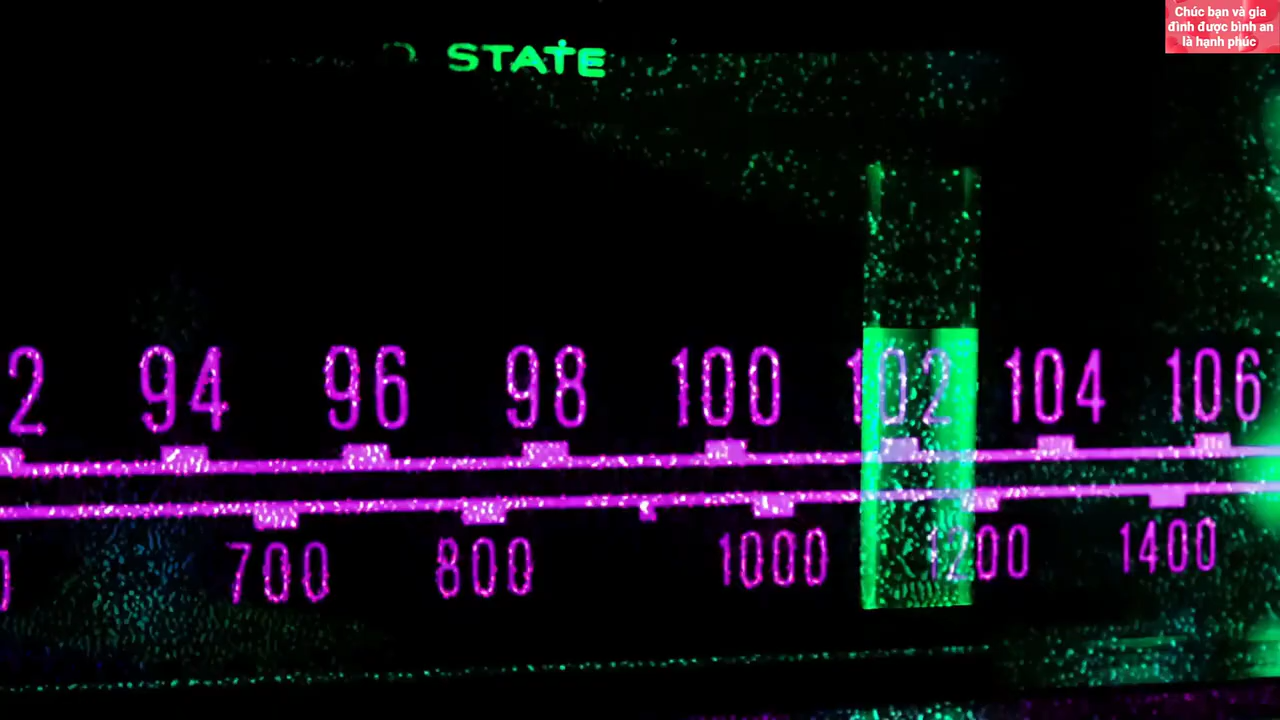 Chúc bạn và gia
đình được bình an
là hạnh phúc
STATE
94 96 98 100 102 104 106
700 800 1000 1200 1400